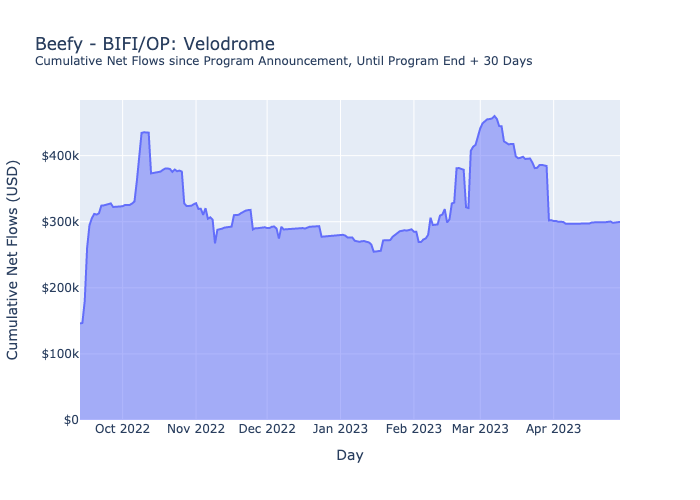 Beefy - BIFI/OP: Velodrome
Cumulative Net Flows since Program Announcement, Until Program End + 30 Days
Cumulative Net Flows (USD)
$400k
$300k
$200k
$100k
$0
Oct 2022 Nov 2022 Dec 2022 Jan 2023 Feb 2023 Mar 2023 Apr 2023
Day